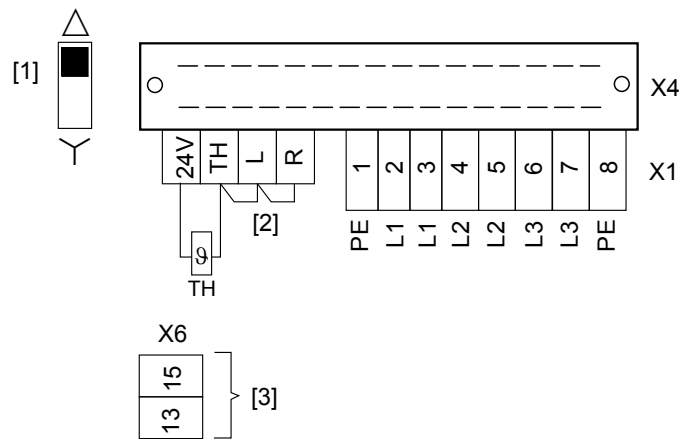 [1]
X4
24V TH L R
1 2 3 4 5 6 7 8
X1
[2]
PE L1 L1 L2 L2 L3 L3 PE
ϑ
TH
X6
15
[3]
13